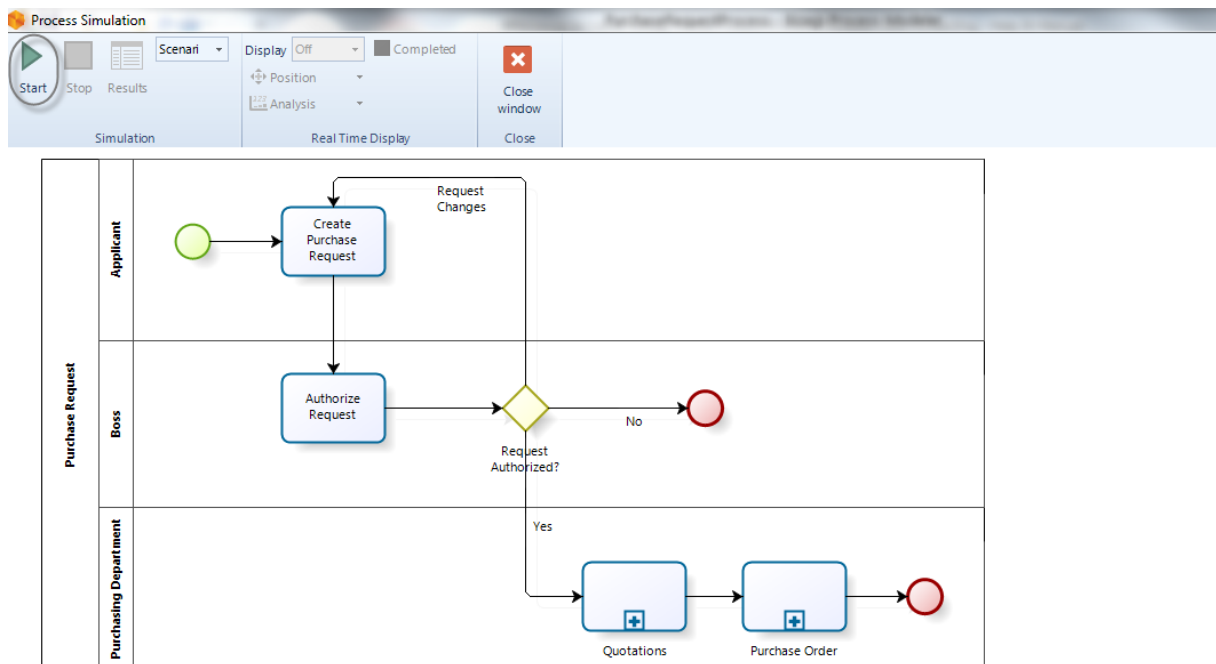 Process Simulation
Start
Stop
Results
Scenari
Simulation
Display
Off
Completed
Position
Analysis
Real Time Display
Close
window
Close
Purchase Request
Applicant
Create
Purchase
Request
Request
Changes
Boss
Authorize
Request
Request
Authorized?
No
Purchasing Department
Yes
Quotations
Purchase Order